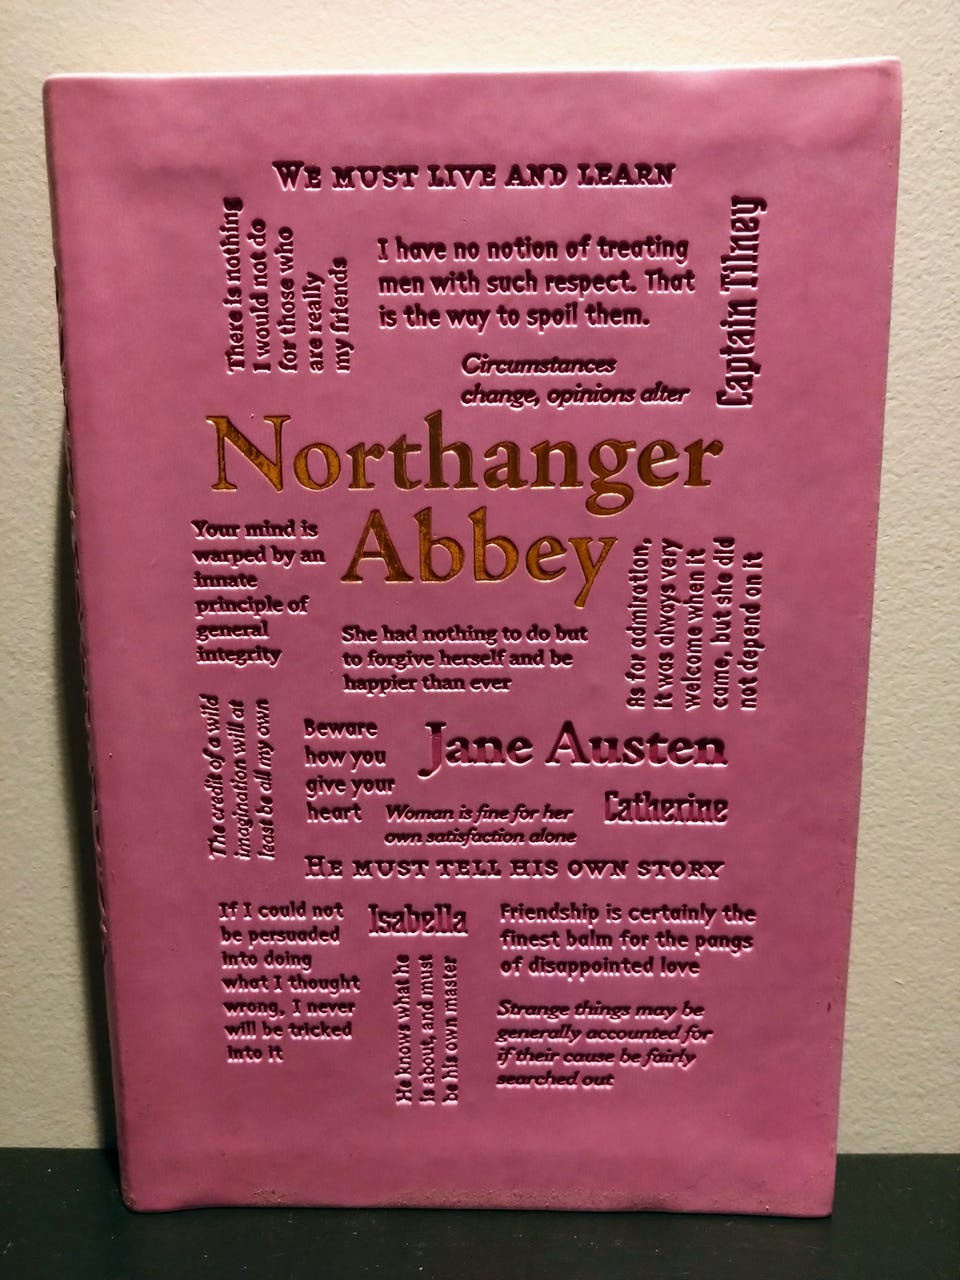 WE MUST LIVE AND LEARN
There is nothing
I would not do
for those who
are really
my friends
I have no notion of treating
men with such respect. That
is the way to spoil them.
Captain Tilney
Circumstances
change, opinions alter
Northanger
Abbey
Your mind is
warped by an
innate
principle of
general
integrity
She had nothing to do but
to forgive herself and be
happier than ever
As for admiration,
it was always very
welcome when it
came, but she did
not depend on it
The credit of a wild
imagination will at
least be all my own
Beware
how you
give your
heart
Jane Austen
Catherine
Woman is fine for her
own satisfaction alone
HE MUST TELL HIS OWN STORY
If I could not
be persuaded
into doing
what I thought
wrong, I never
will be tricked
into it
Isabella
He knows what he
is about, and must
be his own master
Friendship is certainly the
finest balm for the pangs
of disappointed love
Strange things may be
generally accounted for
if their cause be fairly
searched out